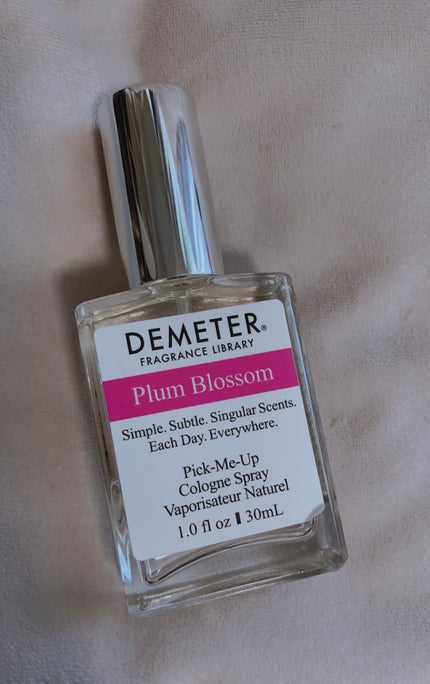 DEMETER®
FRAGRANCE LIBRARY
Plum Blossom
Simple. Subtle. Singular Scents.
Each Day. Everywhere.
Pick-Me-Up
Cologne Spray
Vaporisateur Naturel
1.0 fl oz ❙ 30mL